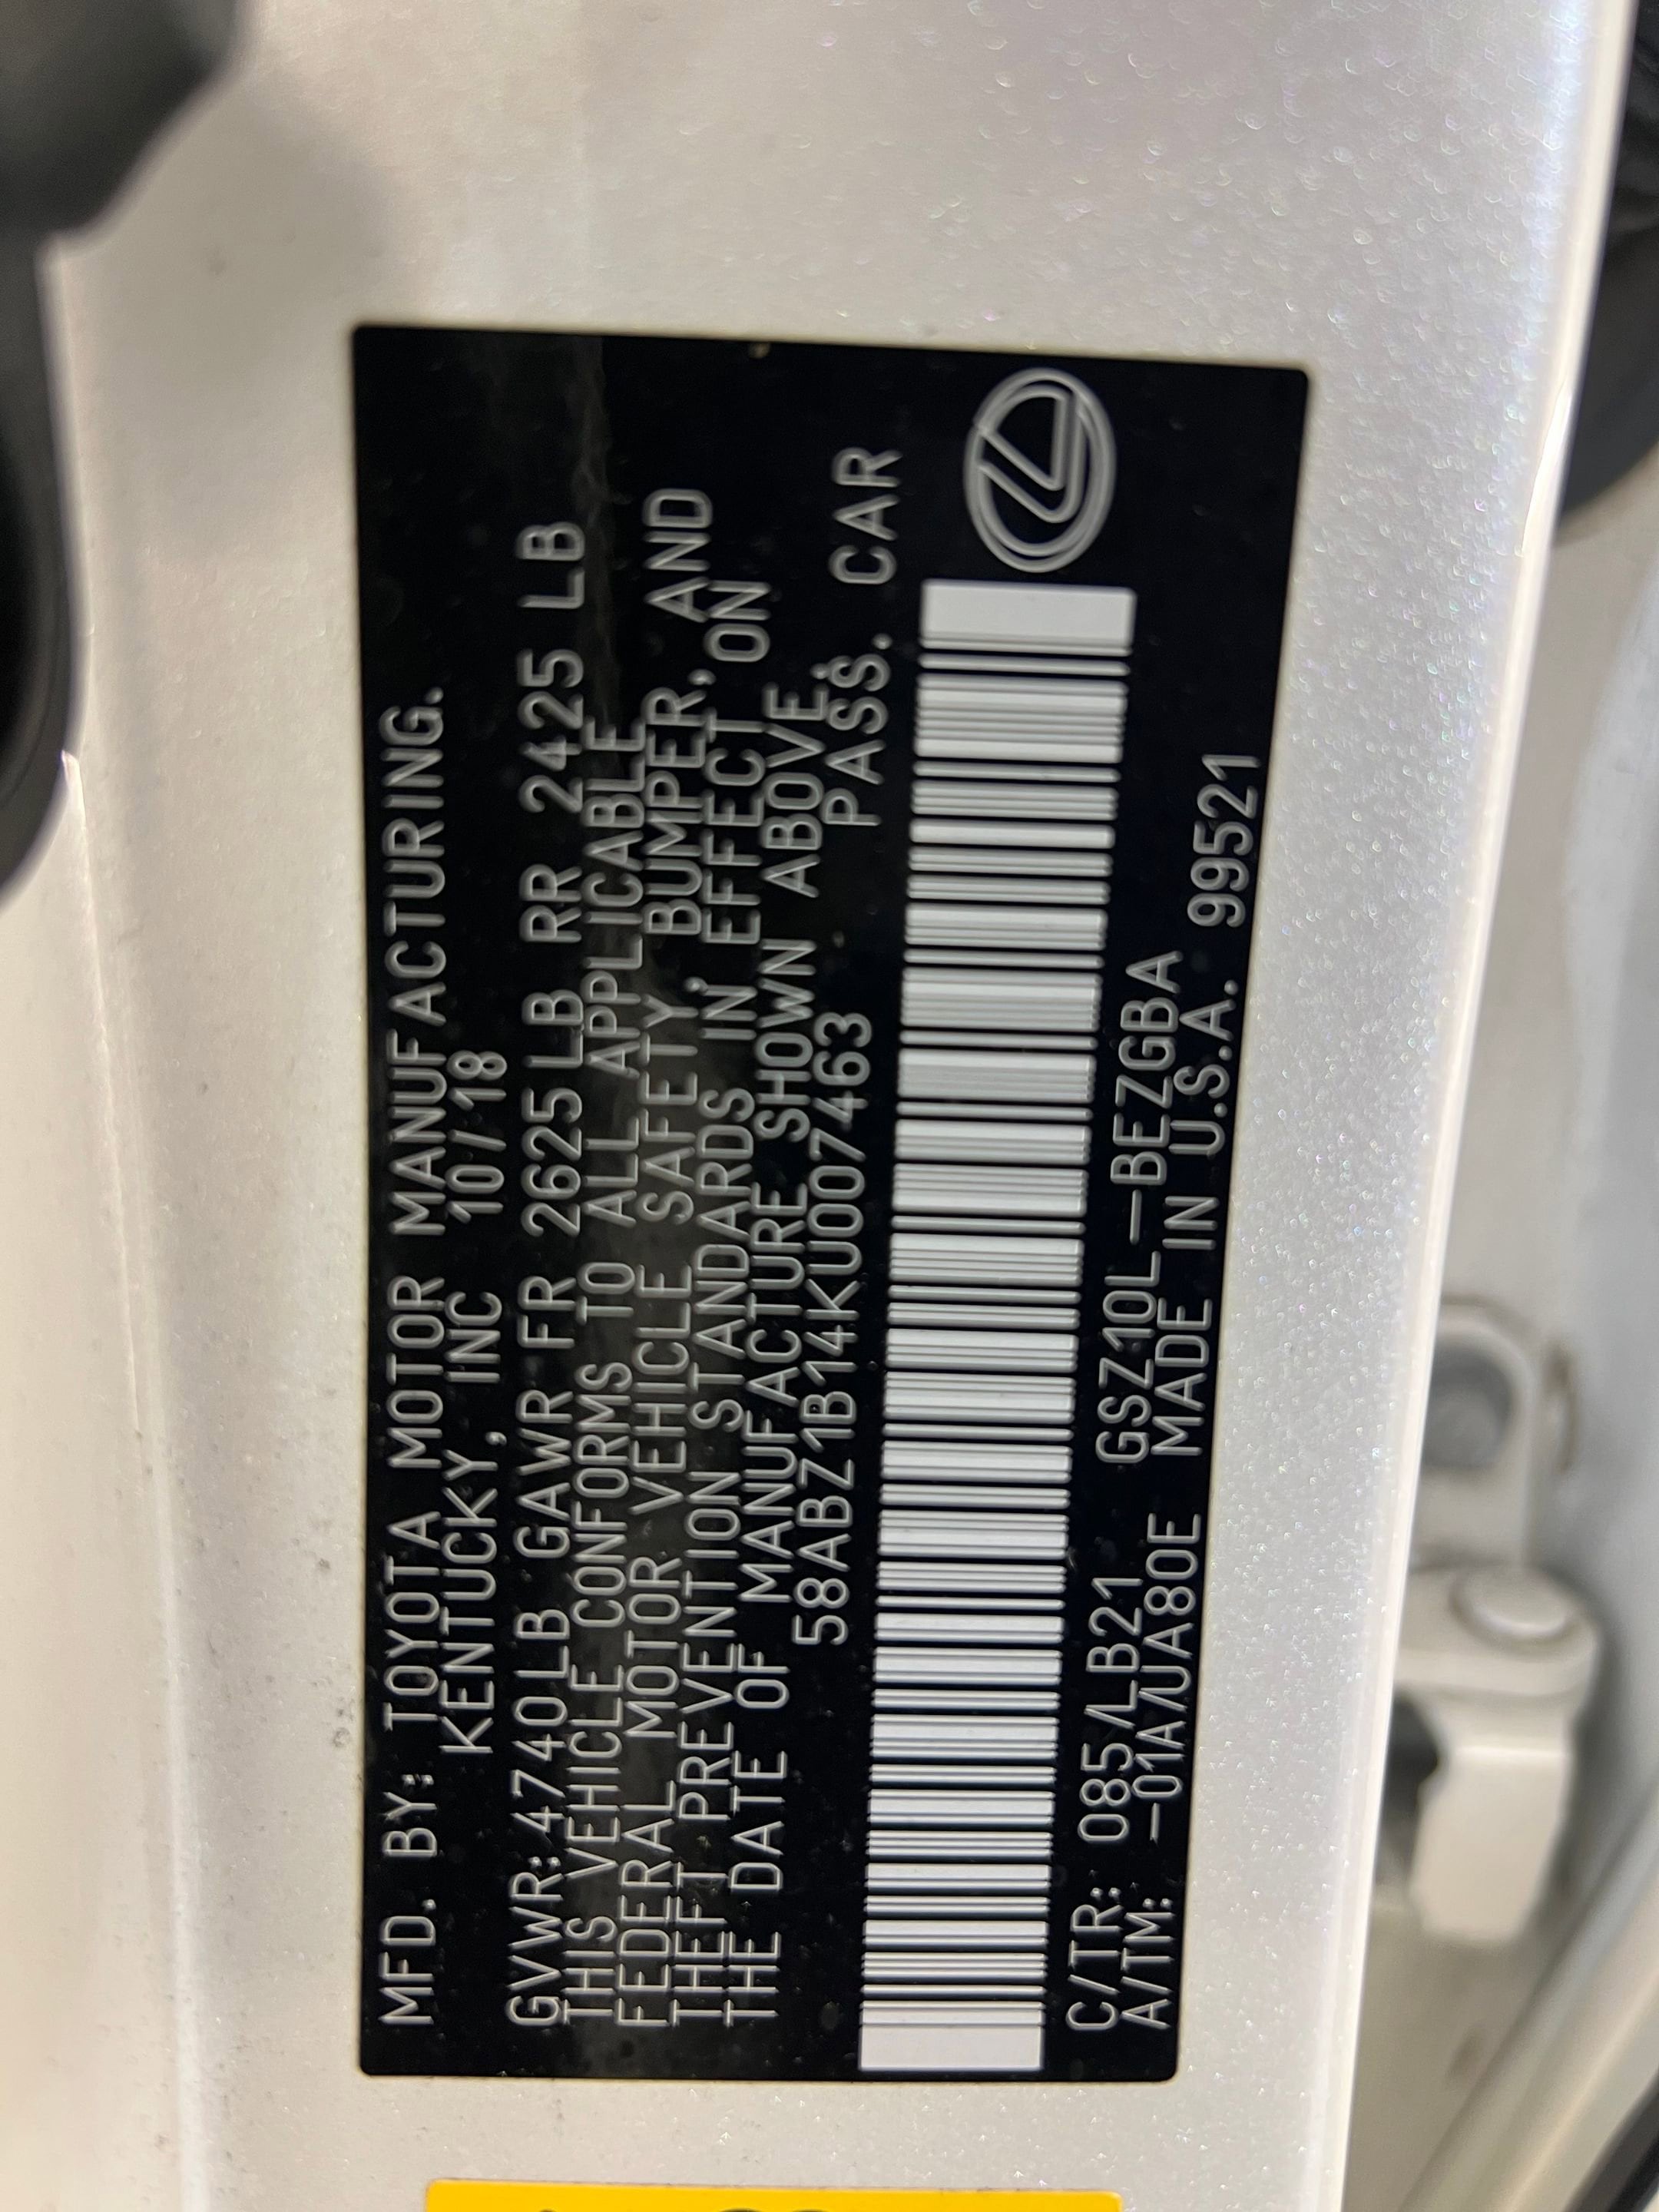 MFD. BY: TOYOTA MOTOR MANUFACTURING.
KENTUCKY, INC 10/18
GVWR:4740LB GAWR FR 2625LB RR 2425 LB
THIS VEHICLE CONFORMS TO ALL APPLICABLE
FEDERAL MOTOR VEHICLE SAFETY, BUMPER, AND
THEFT PREVENTION STANDARDS IN EFFECT ON
THE DATE OF MANUFACTURE SHOWN ABOVE.
58ABZ1B14KU007463 PASS. CAR
C/TR: 085/LB21 GSZ10L-BEZGBA
A/TM: -01A/UA80E MADE IN U.S.A. 99521